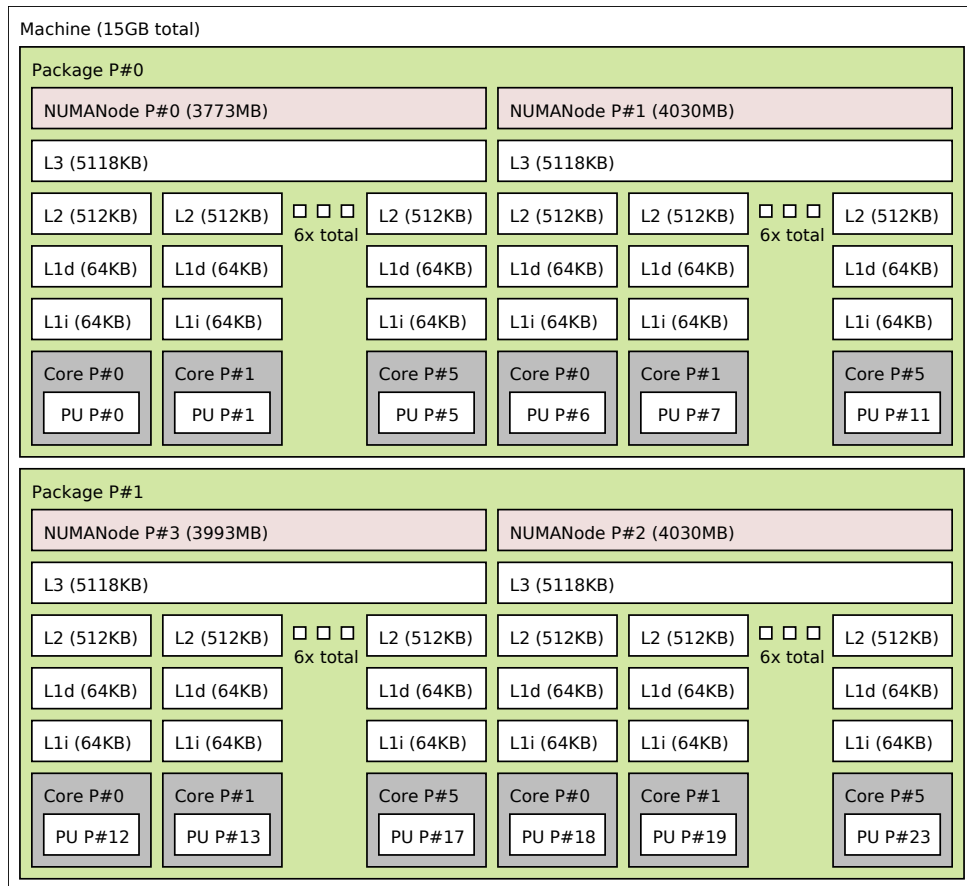 Machine (15GB total)
Package P#0
NUMANode P#0 (3773MB) NUMANode P#1 (4030MB)
L3 (5118KB) L3 (5118KB)
L2 (512KB) L2 (512KB) L2 (512KB) L2 (512KB) L2 (512KB) L2 (512KB)
6x total 6x total
L1d (64KB) L1d (64KB) L1d (64KB) L1d (64KB) L1d (64KB) L1d (64KB)
L1i (64KB) L1i (64KB) L1i (64KB) L1i (64KB) L1i (64KB) L1i (64KB)
Core P#0 Core P#1 Core P#5 Core P#0 Core P#1 Core P#5
PU P#0 PU P#1 PU P#5 PU P#6 PU P#7 PU P#11
Package P#1
NUMANode P#3 (3993MB) NUMANode P#2 (4030MB)
L3 (5118KB) L3 (5118KB)
L2 (512KB) L2 (512KB) L2 (512KB) L2 (512KB) L2 (512KB) L2 (512KB)
6x total 6x total
L1d (64KB) L1d (64KB) L1d (64KB) L1d (64KB) L1d (64KB) L1d (64KB)
L1i (64KB) L1i (64KB) L1i (64KB) L1i (64KB) L1i (64KB) L1i (64KB)
Core P#0 Core P#1 Core P#5 Core P#0 Core P#1 Core P#5
PU P#12 PU P#13 PU P#17 PU P#18 PU P#19 PU P#23